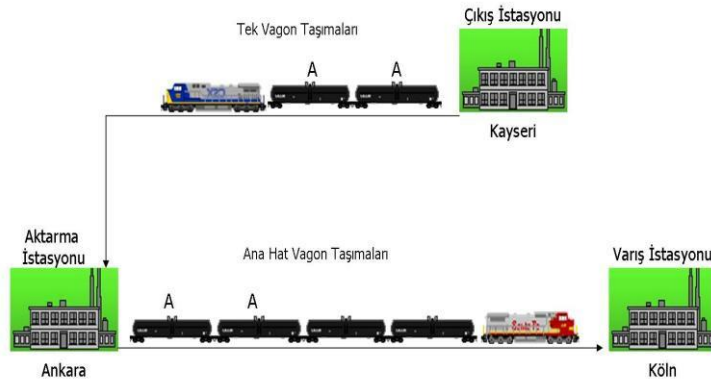 Çıkış İstasyonu
Tek Vagon Taşımaları
A A
Kayseri
Aktarma
İstasyonu
Ana Hat Vagon Taşımaları
Varış İstasyonu
A A
Ankara
Köln